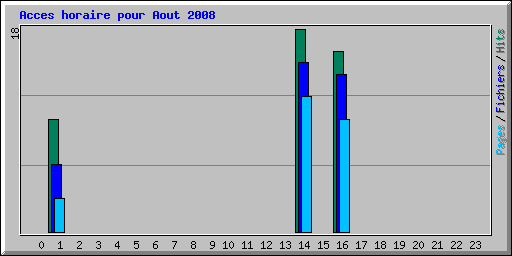 Acces horaire pour Aout 2008
18
Pages/Fichiers/Hits
0 1 2 3 4 5 6 7 8 9 10 11 12 13 14 15 16 17 18 19 20 21 22 23